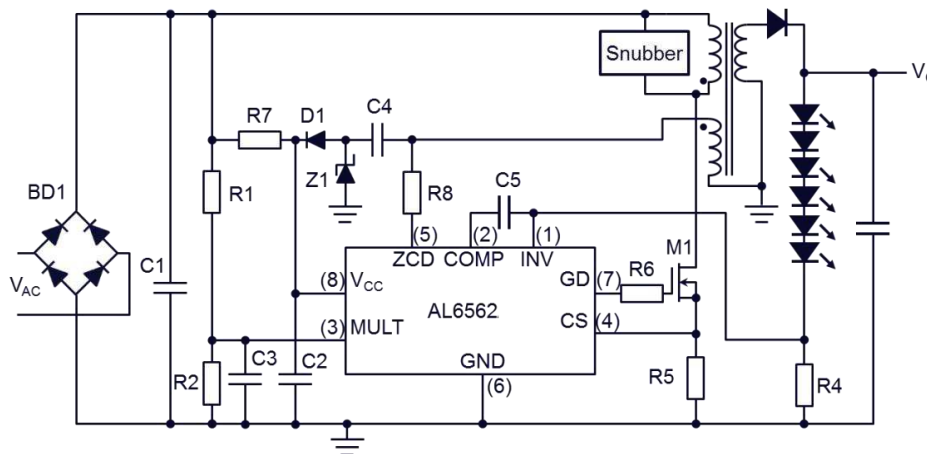 Snubber
V
R7
D1
C4
Z1
R8
C5
R1
BD1
C1
V_AC
(5)
(2)
(1)
ZCD
COMP
INV
M1
(8)
V_CC
GD
(7)
R6
AL6562
(3)
MULT
CS
(4)
R2
C3
C2
GND
(6)
R5
R4